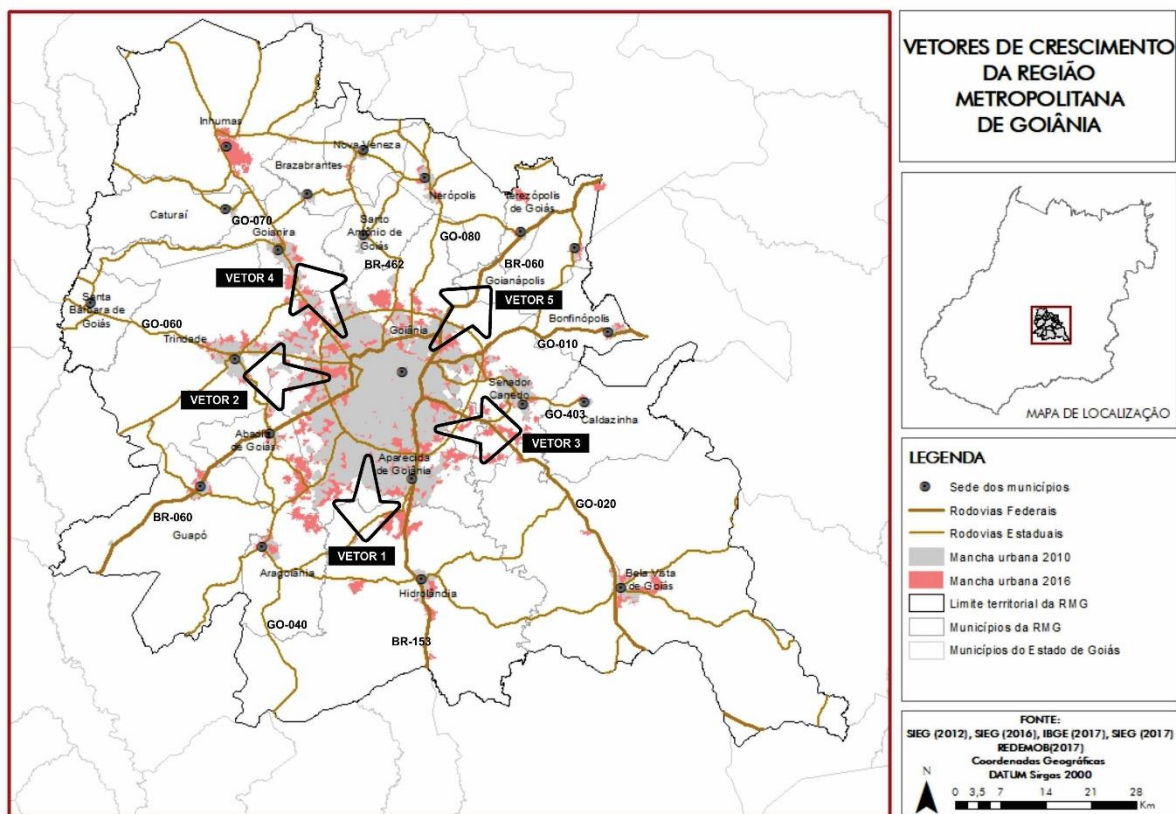 VETORES DE CRESCIMENTO
DA REGIÃO
METROPOLITANA
DE GOIÂNIA
Inhumas
Nova Veneza
Brazabrantes
Nerópolis
Terezópolis
de Goiás
Caturaí
GO-070
Goianira
Santo
Antônio de
Goiás
GO-080
BR-462
BR-060
VETOR 4
Goianápolis
VETOR 5
Santa
Bárbara de
Goiás
GO-060
Trindade
Goiânia
Bonfinópolis
GO-010
VETOR 2
Senador
Canedo
GO-403
Caldazinha
Abadia
de Goiás
VETOR 3
Aparecida
de Goiânia
BR-060
GO-020
Guapó
VETOR 1
Aragoiânia
Hidrolândia
Bela Vista
de Goiás
GO-040
BR-153
MAPA DE LOCALIZAÇÃO
LEGENDA
Sede dos municípios
Rodovias Federais
Rodovias Estaduais
Mancha urbana 2010
Mancha urbana 2016
Limite territorial da RMG
Municípios da RMG
Municípios do Estado de Goiás
FONTE:
SIEG (2012), SIEG (2016), IBGE (2017), SIEG (2017)
REDEMOB(2017)
Coordenadas Geográficas
DATUM Sirgas 2000
N
0 3,5 7 14 21 28
Km